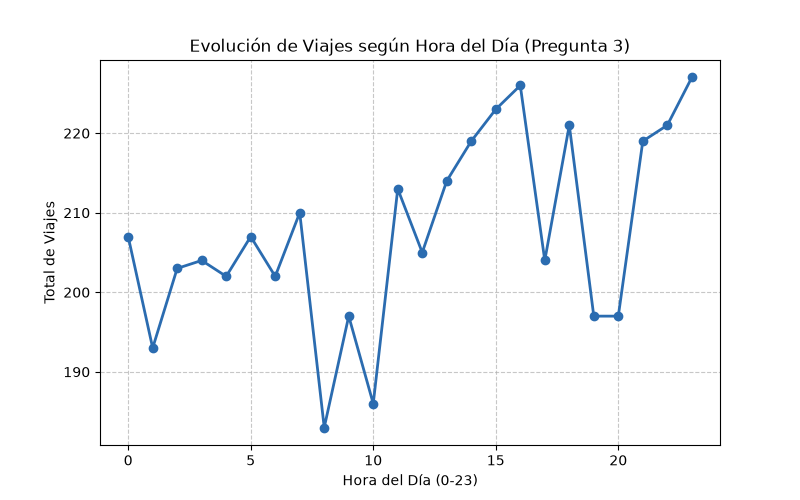 Evolución de Viajes según Hora del Día (Pregunta 3)
Total de Viajes
220
210
200
190
0 5 10 15 20
Hora del Día (0-23)